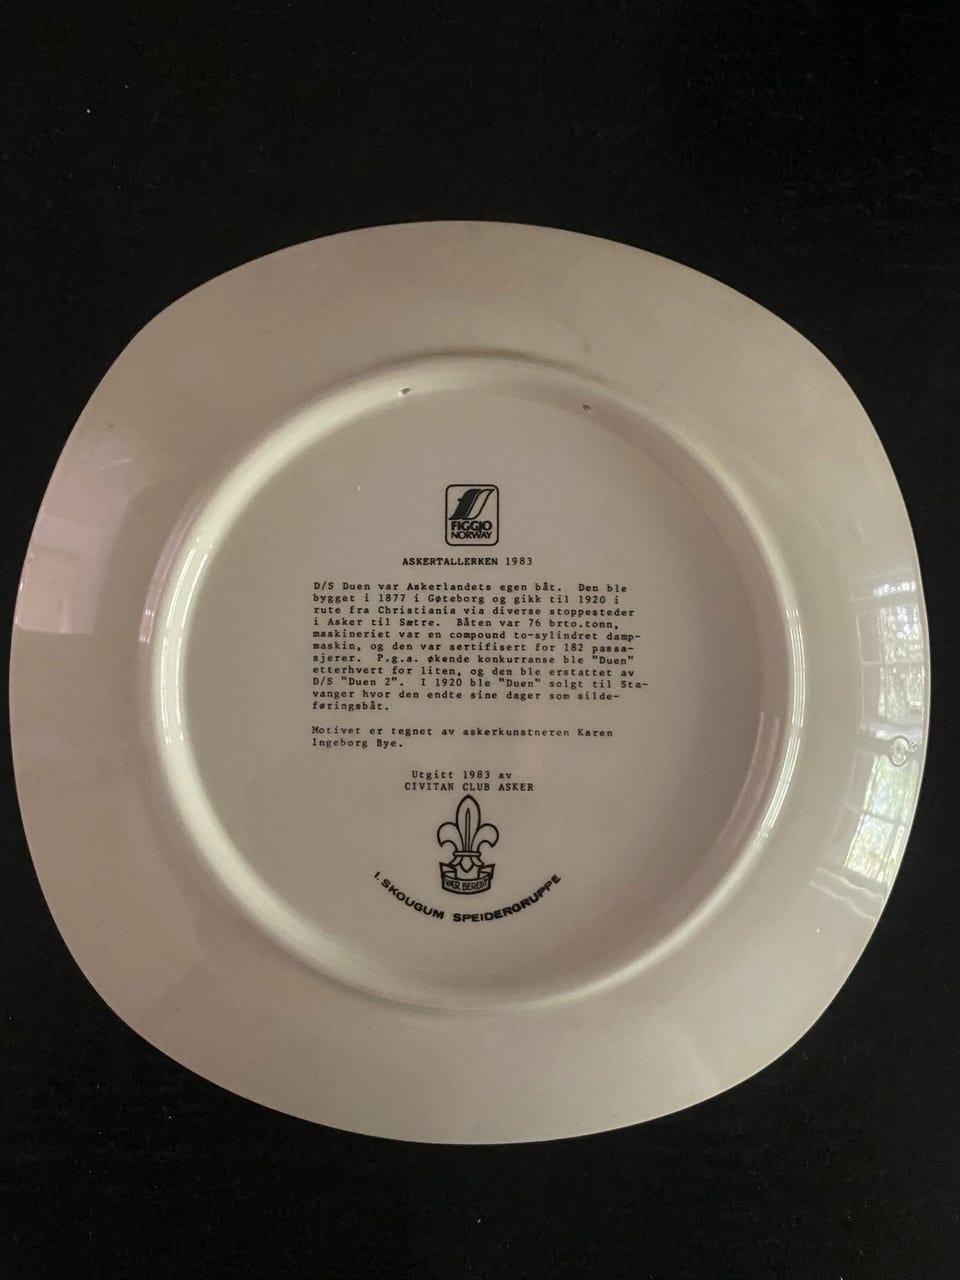 FIGGJO
NORWAY
ASKERTALLERKEN 1983
D/S Duen var Askerlandets egen båt. Den ble
bygget i 1877 i Gøteborg og gikk til 1920 i
rute fra Christiania via diverse stoppesteder
i Asker til Sætre. Båten var 76 brto.tonn,
maskineriet var en compound to-sylindret damp-
maskin, og den var sertifisert for 182 passa-
sjerer. P.g.a. økende konkurranse ble "Duen"
etterhvert for liten, og den ble erstattet av
D/S "Duen 2". I 1920 ble "Duen" solgt til Sta-
vanger hvor den endte sine dager som silde-
føringsbåt.
Motivet er tegnet av askerkunstneren Karen
Ingeborg Bye.
Utgitt 1983 av
CIVITAN CLUB ASKER
VÆR BEREDT
1. SKOUGUM SPEIDERGRUPPE